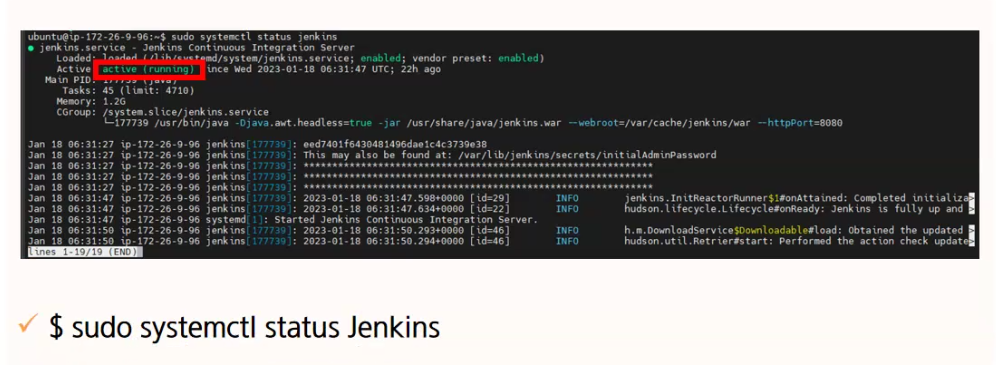 ubuntu@ip-172-26-9-96:~$ sudo systemctl status jenkins
● jenkins.service - Jenkins Continuous Integration Server
Loaded: loaded (/lib/systemd/system/jenkins.service; enabled; vendor preset: enabled)
Active: active (running) since Wed 2023-01-18 06:31:47 UTC; 22h ago
Main PID: 177739 (java)
Tasks: 45 (limit: 4710)
Memory: 1.2G
CGroup: /system.slice/jenkins.service
└─177739 /usr/bin/java -Djava.awt.headless=true -jar /usr/share/java/jenkins.war --webroot=/var/cache/jenkins/war --httpPort=8080
Jan 18 06:31:27 ip-172-26-9-96 jenkins[177739]: eed7401f6430481496dae1c4c3739e38
Jan 18 06:31:27 ip-172-26-9-96 jenkins[177739]: This may also be found at: /var/lib/jenkins/secrets/initialAdminPassword
Jan 18 06:31:27 ip-172-26-9-96 jenkins[177739]: *************************************************************
Jan 18 06:31:27 ip-172-26-9-96 jenkins[177739]: *************************************************************
Jan 18 06:31:27 ip-172-26-9-96 jenkins[177739]: *************************************************************
Jan 18 06:31:47 ip-172-26-9-96 jenkins[177739]: 2023-01-18 06:31:47.598+0000 [id=29] INFO jenkins.InitReactorRunner$1#onAttained: Completed initializa>
Jan 18 06:31:47 ip-172-26-9-96 jenkins[177739]: 2023-01-18 06:31:47.634+0000 [id=22] INFO hudson.lifecycle.Lifecycle#onReady: Jenkins is fully up and >
Jan 18 06:31:47 ip-172-26-9-96 systemd[1]: Started Jenkins Continuous Integration Server.
Jan 18 06:31:50 ip-172-26-9-96 jenkins[177739]: 2023-01-18 06:31:50.293+0000 [id=46] INFO h.m.DownloadService$Downloadable#load: Obtained the updated >
Jan 18 06:31:50 ip-172-26-9-96 jenkins[177739]: 2023-01-18 06:31:50.294+0000 [id=46] INFO hudson.util.Retrier#start: Performed the action check update>
lines 1-19/19 (END)
✓ $ sudo systemctl status Jenkins